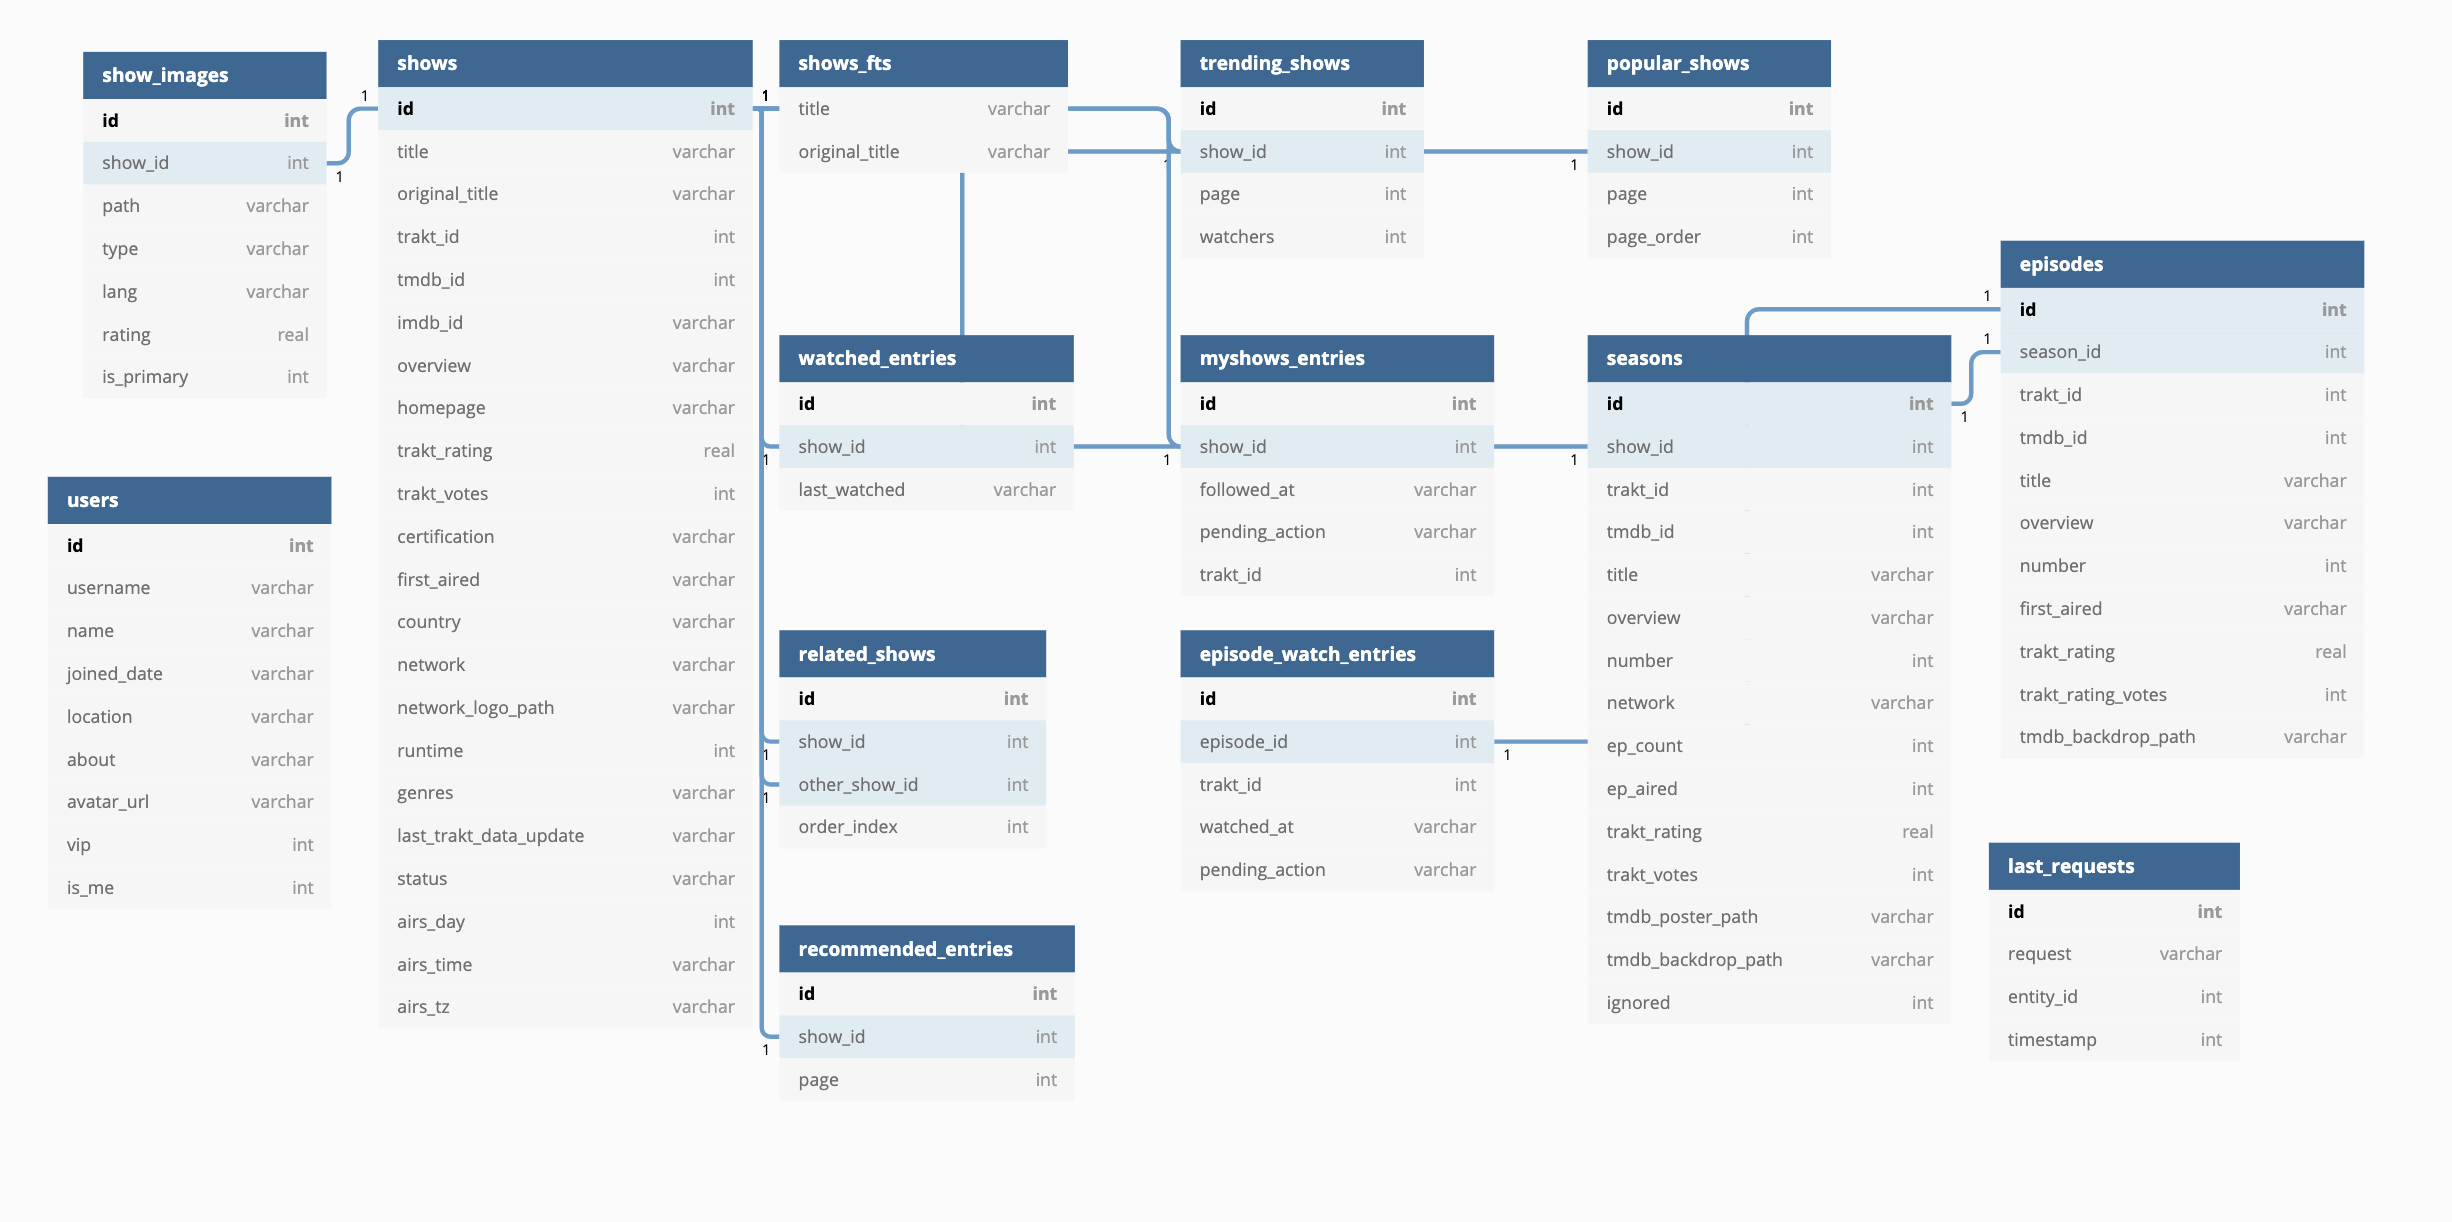 show_images
id int
show_id int
path varchar
type varchar
lang varchar
rating real
is_primary int
users
id int
username varchar
name varchar
joined_date varchar
location varchar
about varchar
avatar_url varchar
vip int
is_me int
1
1
shows
id int
title varchar
original_title varchar
trakt_id int
tmdb_id int
imdb_id varchar
overview varchar
homepage varchar
trakt_rating real
trakt_votes int
certification varchar
first_aired varchar
country varchar
network varchar
network_logo_path varchar
runtime int
genres varchar
last_trakt_data_update varchar
status varchar
airs_day int
airs_time varchar
airs_tz varchar
1
shows_fts
title varchar
original_title varchar
watched_entries
id int
1 show_id int
last_watched varchar
related_shows
id int
1 show_id int
1 other_show_id int
order_index int
recommended_entries
id int
1 show_id int
page int
trending_shows
id int
1 show_id int
page int
watchers int
myshows_entries
id int
1 show_id int
followed_at varchar
pending_action varchar
trakt_id int
episode_watch_entries
id int
episode_id int 1
trakt_id int
watched_at varchar
pending_action varchar
popular_shows
id int
1 show_id int
page int
page_order int
seasons
id int 1
1 show_id int
trakt_id int
tmdb_id int
title varchar
overview varchar
number int
network varchar
ep_count int
ep_aired int
trakt_rating real
trakt_votes int
tmdb_poster_path varchar
tmdb_backdrop_path varchar
ignored int
episodes
1 id int
1 season_id int
trakt_id int
tmdb_id int
title varchar
overview varchar
number int
first_aired varchar
trakt_rating real
trakt_rating_votes int
tmdb_backdrop_path varchar
last_requests
id int
request varchar
entity_id int
timestamp int